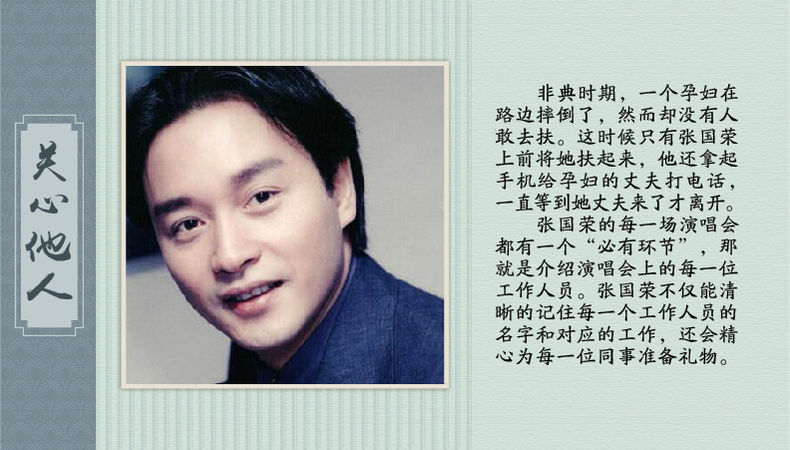 关心他人
非典时期，一个孕妇在
路边摔倒了，然而却没有人
敢去扶。这时候只有张国荣
上前将她扶起来，他还拿起
手机给孕妇的丈夫打电话，
一直等到她丈夫来了才离开。
张国荣的每一场演唱会
都有一个“必有环节”，那
就是介绍演唱会上的每一位
工作人员。张国荣不仅能清
晰的记住每一个工作人员的
名字和对应的工作，还会精
心为每一位同事准备礼物。